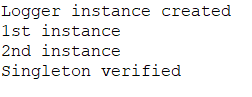 Logger instance created
1st instance
2nd instance
Singleton verified